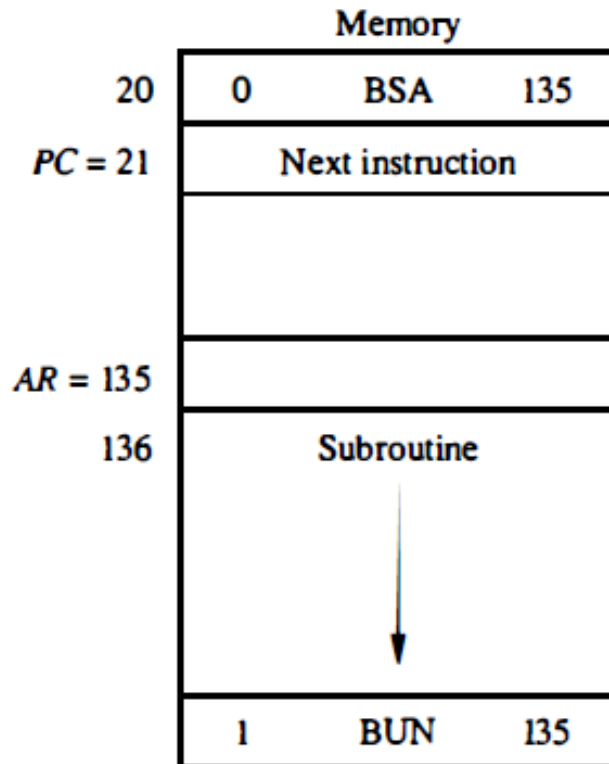 Memory
20 0 BSA 135
PC = 21 Next instruction
AR = 135
136 Subroutine
1 BUN 135